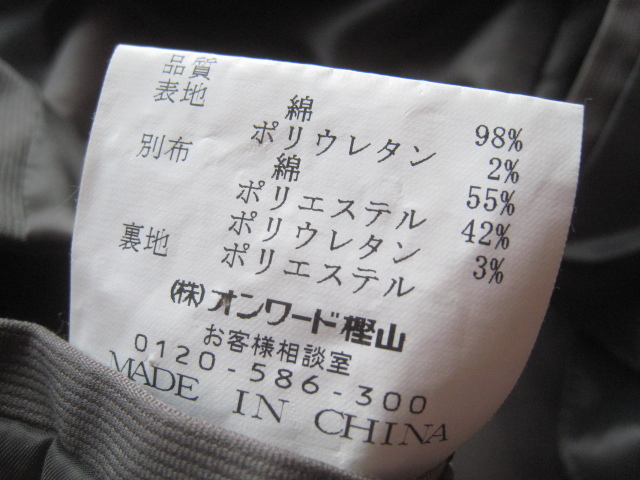 品質
表地 綿 98%
ポリウレタン 2%
別布 綿 55%
ポリエステル 42%
ポリウレタン 3%
裏地 ポリエステル
(株)オンワード樫山
お客様相談室
0120-586-300
MADE IN CHINA